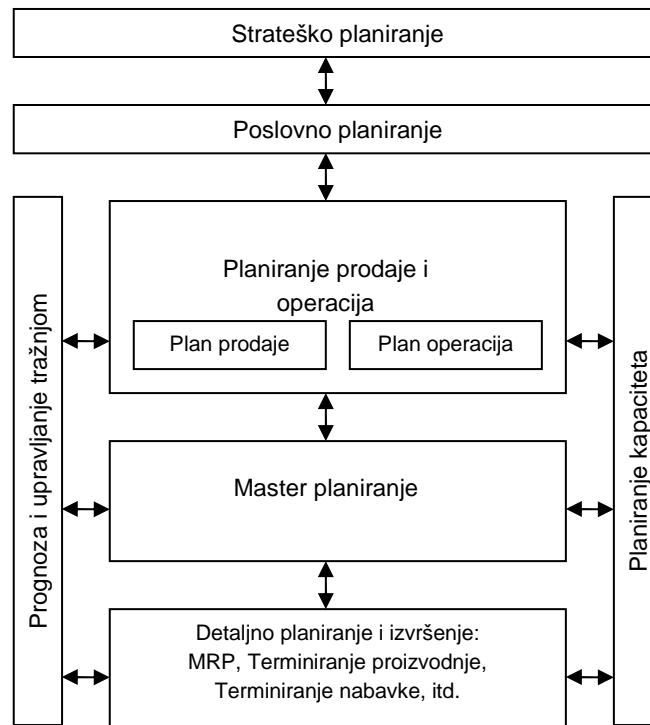 Strateško planiranje
Poslovno planiranje
Planiranje prodaje i
operacija
Plan prodaje
Plan operacija
Prognoza i upravljanje tražnjom
Planiranje kapaciteta
Master planiranje
Detaljno planiranje i izvršenje:
MRP, Terminiranje proizvodnje,
Terminiranje nabavke, itd.